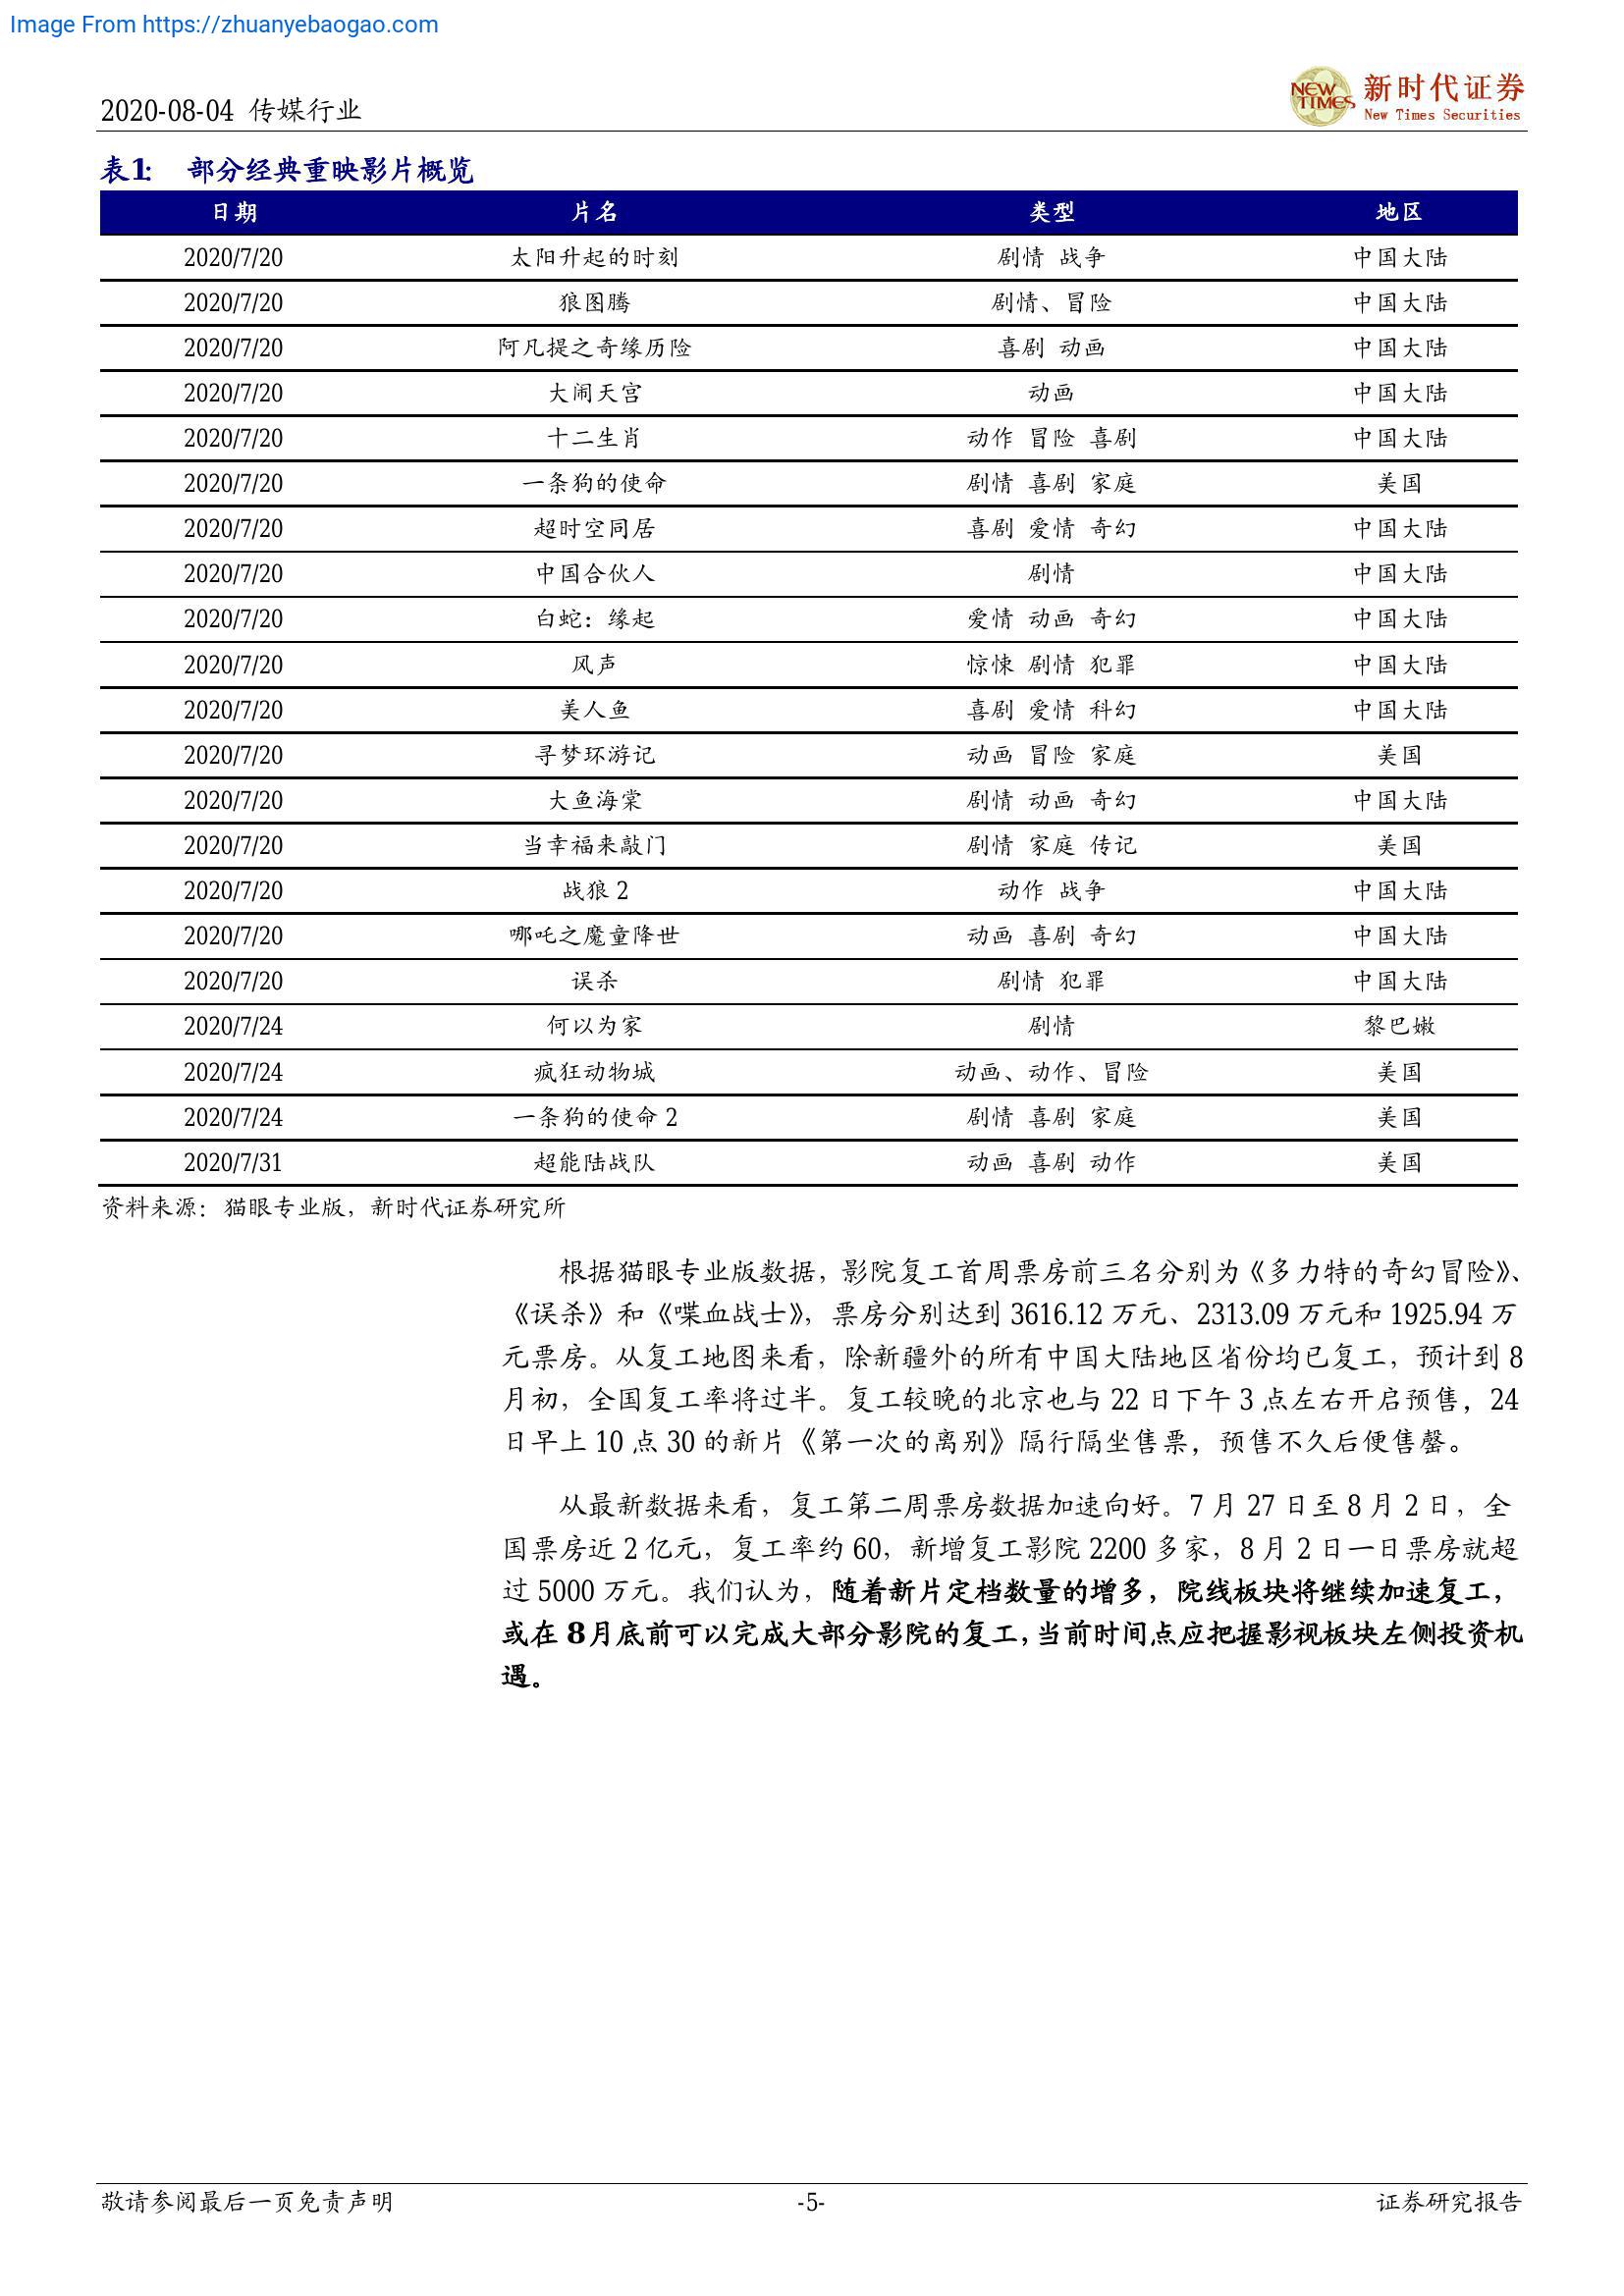 Image From https://zhuanyebaogao.com
2020-08-04 传媒行业
NEW TIMES
新时代证券
New Times Securities
表1: 部分经典重映影片概览
日期 片名 类型 地区
2020/7/20 太阳升起的时刻 剧情 战争 中国大陆
2020/7/20 狼图腾 剧情、冒险 中国大陆
2020/7/20 阿凡提之奇缘历险 喜剧 动画 中国大陆
2020/7/20 大闹天宫 动画 中国大陆
2020/7/20 十二生肖 动作 冒险 喜剧 中国大陆
2020/7/20 一条狗的使命 剧情 喜剧 家庭 美国
2020/7/20 超时空同居 喜剧 爱情 奇幻 中国大陆
2020/7/20 中国合伙人 剧情 中国大陆
2020/7/20 白蛇：缘起 爱情 动画 奇幻 中国大陆
2020/7/20 风声 惊悚 剧情 犯罪 中国大陆
2020/7/20 美人鱼 喜剧 爱情 科幻 中国大陆
2020/7/20 寻梦环游记 动画 冒险 家庭 美国
2020/7/20 大鱼海棠 剧情 动画 奇幻 中国大陆
2020/7/20 当幸福来敲门 剧情 家庭 传记 美国
2020/7/20 战狼 2 动作 战争 中国大陆
2020/7/20 哪吒之魔童降世 动画 喜剧 奇幻 中国大陆
2020/7/20 误杀 剧情 犯罪 中国大陆
2020/7/24 何以为家 剧情 黎巴嫩
2020/7/24 疯狂动物城 动画、动作、冒险 美国
2020/7/24 一条狗的使命 2 剧情 喜剧 家庭 美国
2020/7/31 超能陆战队 动画 喜剧 动作 美国
资料来源：猫眼专业版，新时代证券研究所
根据猫眼专业版数据，影院复工首周票房前三名分别为《多力特的奇幻冒险》、
《误杀》和《喋血战士》，票房分别达到 3616.12 万元、2313.09 万元和 1925.94 万
元票房。从复工地图来看，除新疆外的所有中国大陆地区省份均已复工，预计到 8
月初，全国复工率将过半。复工较晚的北京也与 22 日下午 3 点左右开启预售，24
日早上 10 点 30 的新片《第一次的离别》隔行隔坐售票，预售不久后便售罄。
从最新数据来看，复工第二周票房数据加速向好。7 月 27 日至 8 月 2 日，全
国票房近 2 亿元，复工率约 60，新增复工影院 2200 多家，8 月 2 日一日票房就超
过 5000 万元。我们认为，随着新片定档数量的增多，院线板块将继续加速复工，
或在 8 月底前可以完成大部分影院的复工，当前时间点应把握影视板块左侧投资机
遇。
敬请参阅最后一页免责声明 -5- 证券研究报告